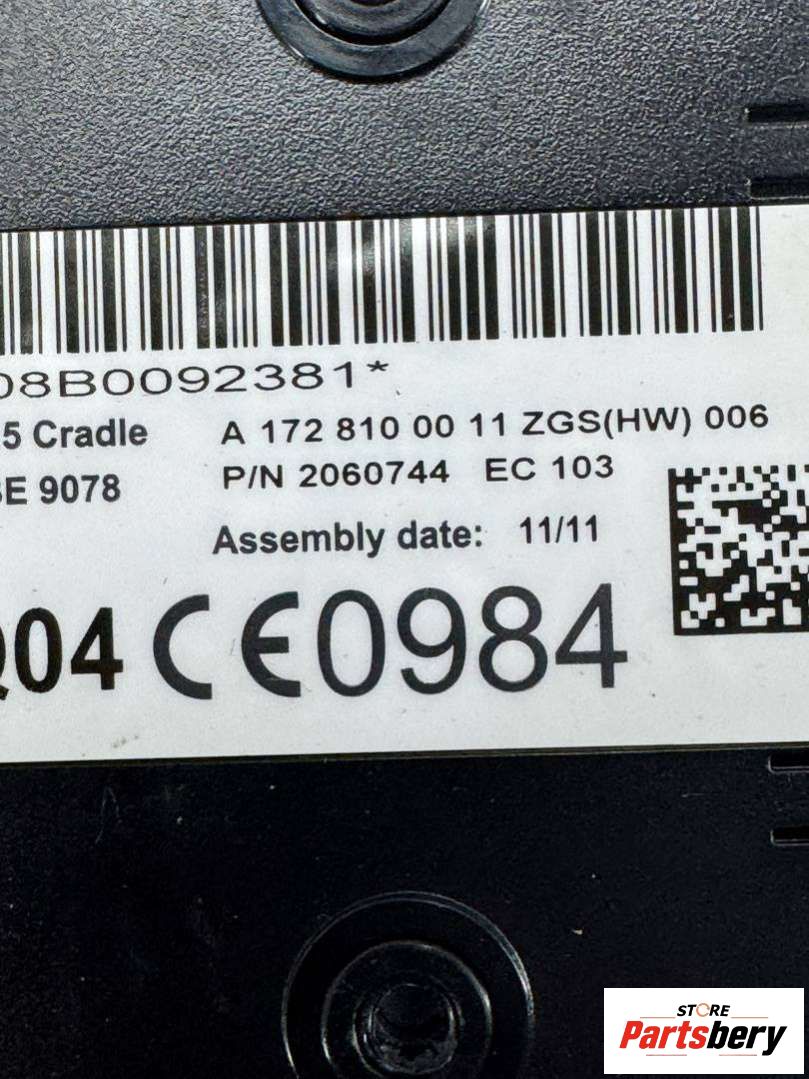 08B0092381*
5 Cradle A 172 810 00 11 ZGS(HW) 006
E 9078 P/N 2060744 EC 103
Assembly date: 11/11
Q04 CE0984
STORE
Partsbery